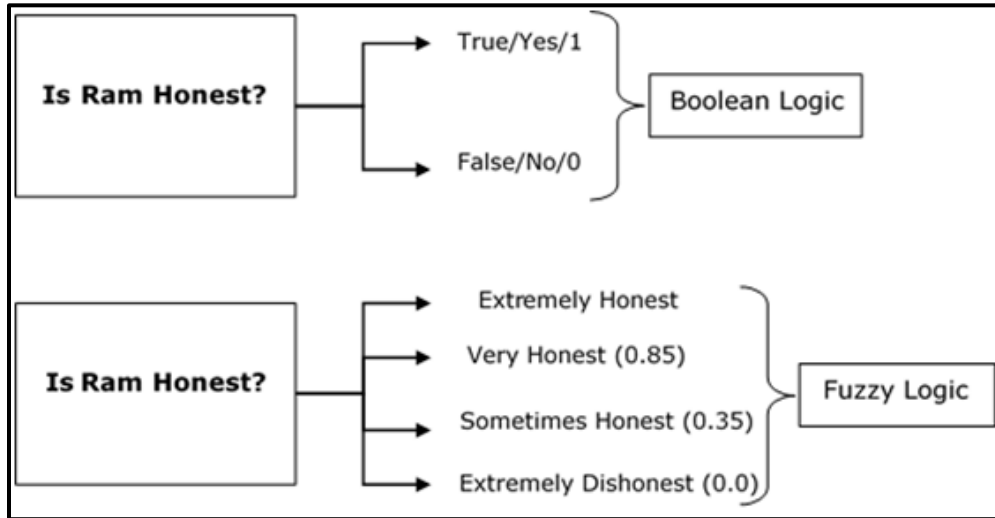 Is Ram Honest?
True/Yes/1
False/No/0
Boolean Logic
Is Ram Honest?
Extremely Honest
Very Honest (0.85)
Sometimes Honest (0.35)
Extremely Dishonest (0.0)
Fuzzy Logic